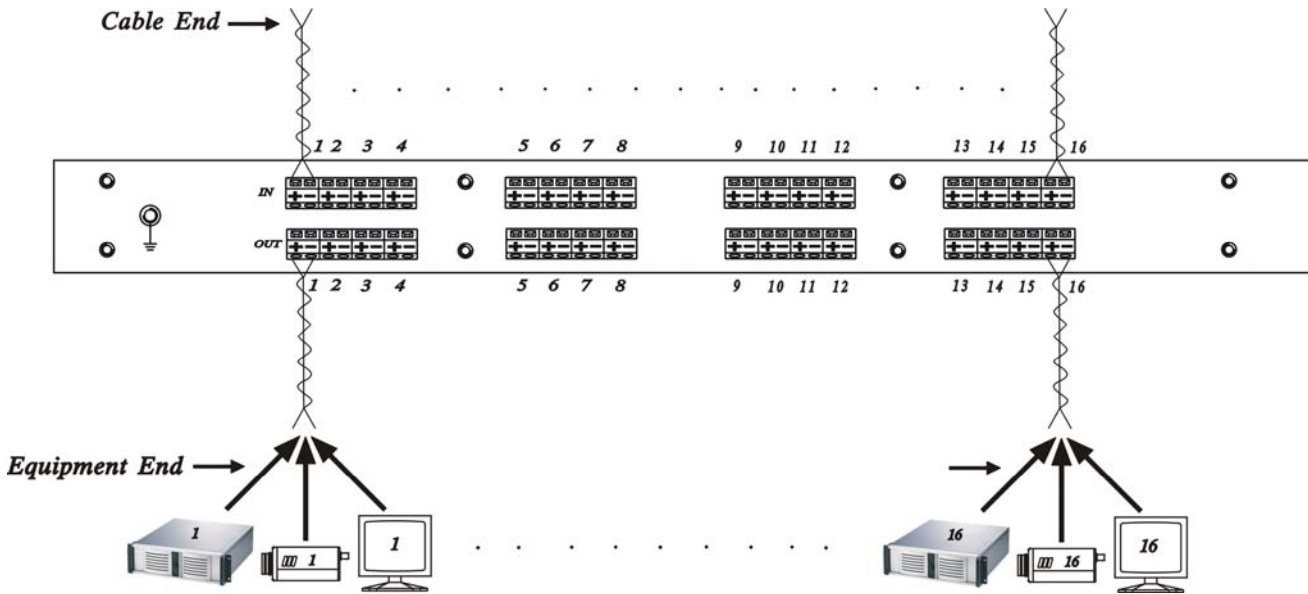 Cable End
1 2 3 4 5 6 7 8 9 10 11 12 13 14 15 16
IN
+ − + − + − + − + − + − + − + − + − + − + − + − + − + − + − + −
OUT
+ − + − + − + − + − + − + − + − + − + − + − + − + − + − + − + −
1 2 3 4 5 6 7 8 9 10 11 12 13 14 15 16
Equipment End
1 1 1 16 16 16